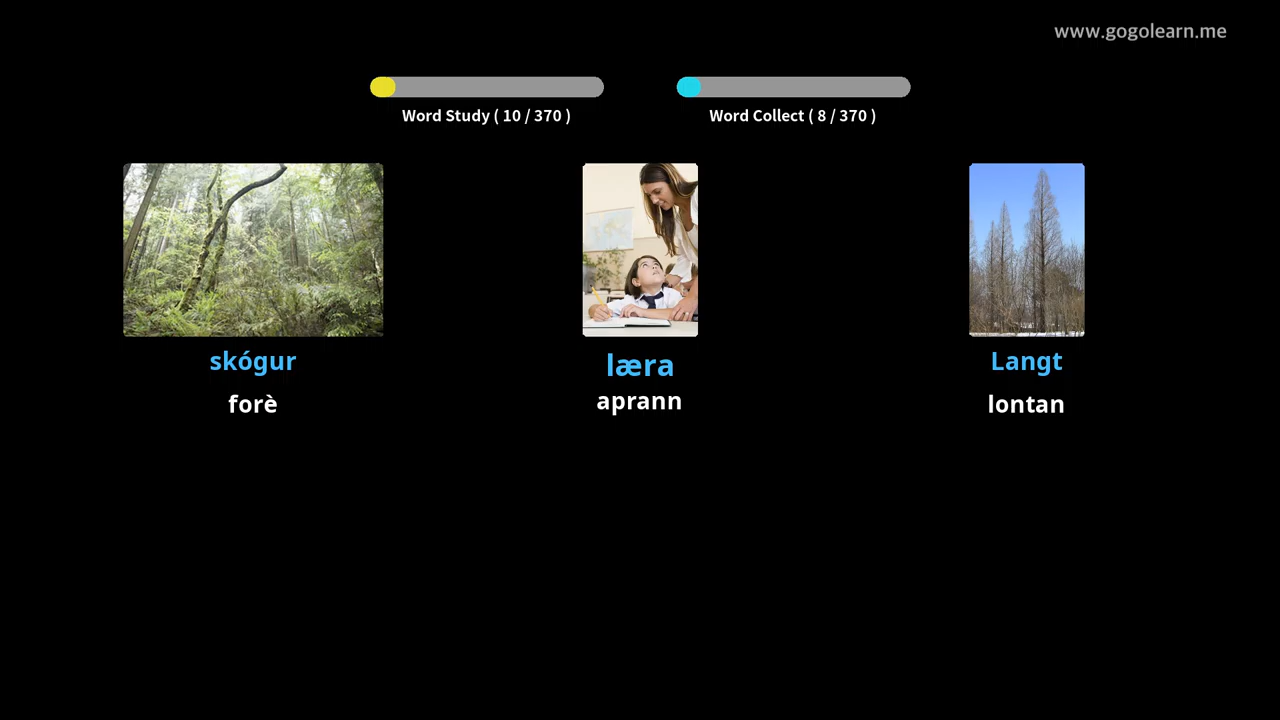 www.gogolearn.me
Word Study ( 10 / 370 )
Word Collect ( 8 / 370 )
skógur
forè
læra
aprann
Langt
lontan